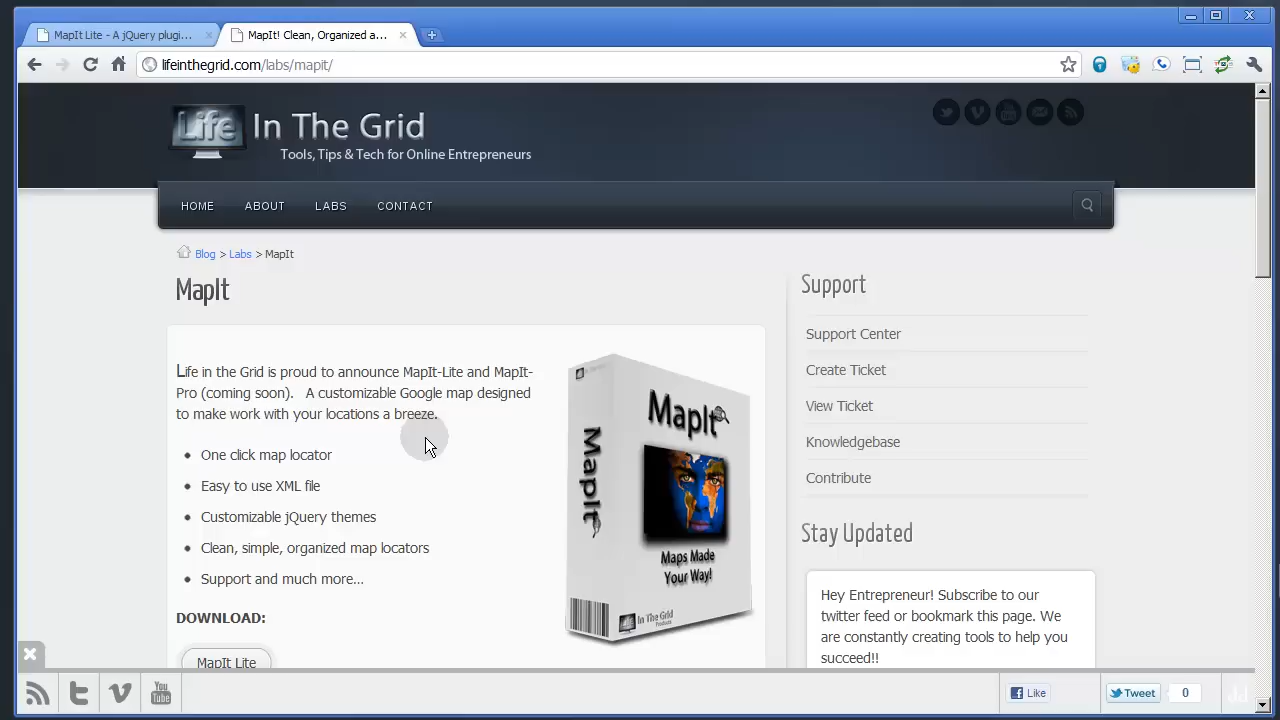 MapIt Lite - A jQuery plugi...
MapIt! Clean, Organized a...
lifeinthegrid.com/labs/mapit/
Life In The Grid
Tools, Tips & Tech for Online Entrepreneurs
HOME ABOUT LABS CONTACT
Blog > Labs > MapIt
MapIt
Life in the Grid is proud to announce MapIt-Lite and MapIt-
Pro (coming soon). A customizable Google map designed
to make work with your locations a breeze.
One click map locator
Easy to use XML file
Customizable jQuery themes
Clean, simple, organized map locators
Support and much more...
DOWNLOAD:
MapIt Lite
MapIt
MapIt
Maps Made
Your Way!
In The Grid
Products
Support
Support Center
Create Ticket
View Ticket
Knowledgebase
Contribute
Stay Updated
Hey Entrepreneur! Subscribe to our
twitter feed or bookmark this page. We
are constantly creating tools to help you
succeed!!
You
Tube
Like
Tweet 0